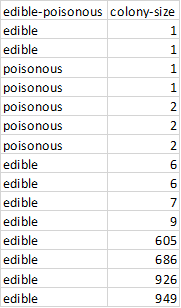 edible-poisonous colony-size
edible 1
edible 1
poisonous 1
poisonous 1
poisonous 2
poisonous 2
poisonous 2
edible 6
edible 6
edible 7
edible 9
edible 605
edible 686
edible 926
edible 949